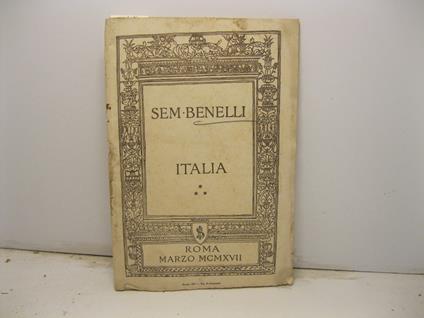 SEM·BENELLI
ITALIA
ROMA
MARZO MCMXVII